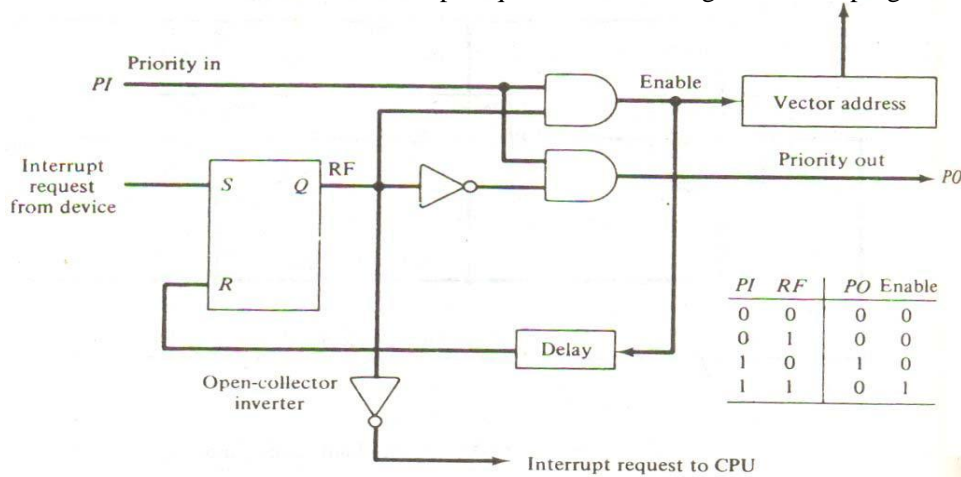 Priority in
PI
Enable
Vector address
Interrupt
request
from device
S
Q
RF
Priority out
PO
R
PI RF PO Enable
0 0 0 0
0 1 0 0
1 0 1 0
1 1 0 1
Delay
Open-collector
inverter
Interrupt request to CPU